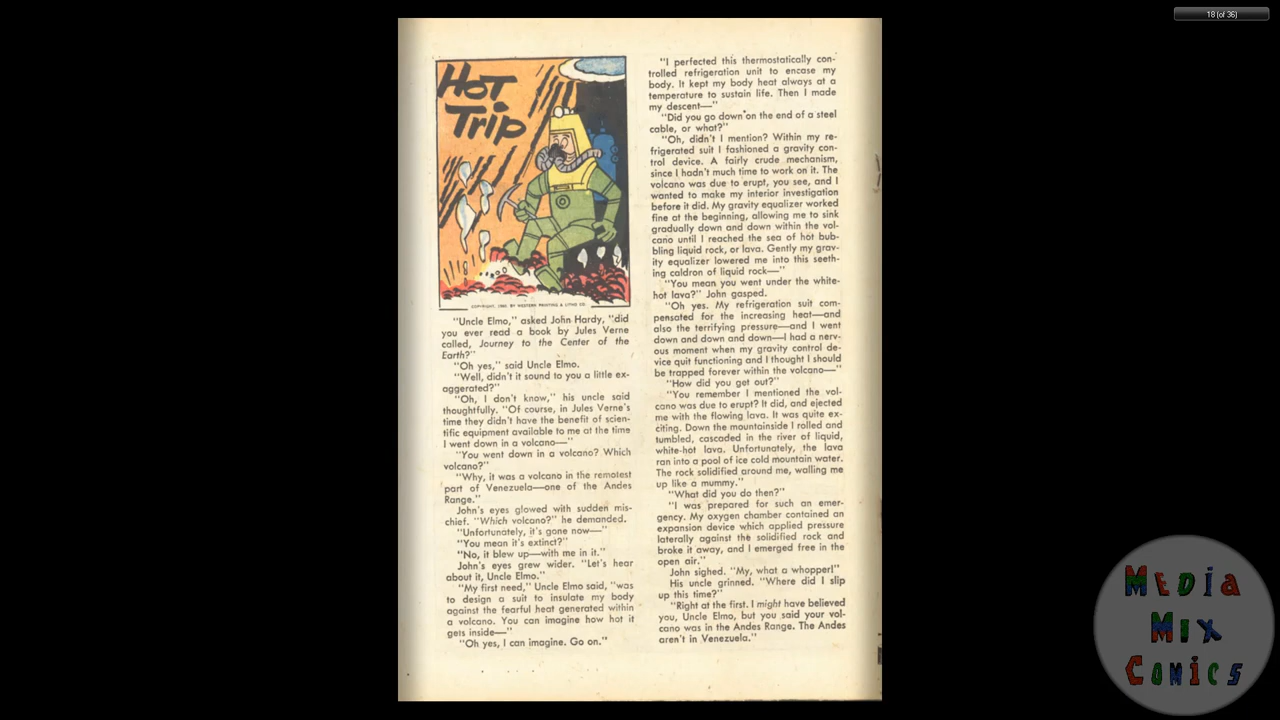 18 (of 36)
HOT
TRIP
COPYRIGHT, 1960, BY WESTERN PRINTING & LITHO CO.
"Uncle Elmo," asked John Hardy, "did
you ever read a book by Jules Verne
called, Journey to the Center of the
Earth?"
"Oh yes," said Uncle Elmo.
"Well, didn't it sound to you a little ex-
aggerated?"
"Oh, I don't know," his uncle said
thoughtfully. "Of course, in Jules Verne's
time they didn't have the benefit of scien-
tific equipment available to me at the time
I went down in a volcano—"
"You went down in a volcano? Which
volcano?"
"Why, it was a volcano in the remotest
part of Venezuela—one of the Andes
Range."
John's eyes glowed with sudden mis-
chief. "Which volcano?" he demanded.
"Unfortunately, it's gone now—"
"You mean it's extinct?"
"No, it blew up—with me in it."
John's eyes grew wider. "Let's hear
about it, Uncle Elmo."
"My first need," Uncle Elmo said, "was
to design a suit to insulate my body
against the fearful heat generated within
a volcano. You can imagine how hot it
gets inside—"
"Oh yes, I can imagine. Go on."
"I perfected this thermostatically con-
trolled refrigeration unit to encase my
body. It kept my body heat always at a
temperature to sustain life. Then I made
my descent—"
"Did you go down on the end of a steel
cable, or what?"
"Oh, didn't I mention? Within my re-
frigerated suit I fashioned a gravity con-
trol device. A fairly crude mechanism,
since I hadn't much time to work on it. The
volcano was due to erupt, you see, and I
wanted to make my interior investigation
before it did. My gravity equalizer worked
fine at the beginning, allowing me to sink
gradually down and down within the vol-
cano until I reached the sea of hot bub-
bling liquid rock, or lava. Gently my grav-
ity equalizer lowered me into this seeth-
ing caldron of liquid rock—"
"You mean you went under the white-
hot lava?" John gasped.
"Oh yes. My refrigeration suit com-
pensated for the increasing heat—and
also the terrifying pressure—and I went
down and down and down—I had a nerv-
ous moment when my gravity control de-
vice quit functioning and I thought I should
be trapped forever within the volcano—"
"How did you get out?"
"You remember I mentioned the vol-
cano was due to erupt? It did, and ejected
me with the flowing lava. It was quite ex-
citing. Down the mountainside I rolled and
tumbled, cascaded in the river of liquid,
white-hot lava. Unfortunately, the lava
ran into a pool of ice cold mountain water.
The rock solidified around me, walling me
up like a mummy."
"What did you do then?"
"I was prepared for such an emer-
gency. My oxygen chamber contained an
expansion device which applied pressure
laterally against the solidified rock and
broke it away, and I emerged free in the
open air."
John sighed. "My, what a whopper!"
His uncle grinned. "Where did I slip
up this time?"
"Right at the first. I might have believed
you, Uncle Elmo, but you said your vol-
cano was in the Andes Range. The Andes
aren't in Venezuela."
MEDIA
MIX
COMICS